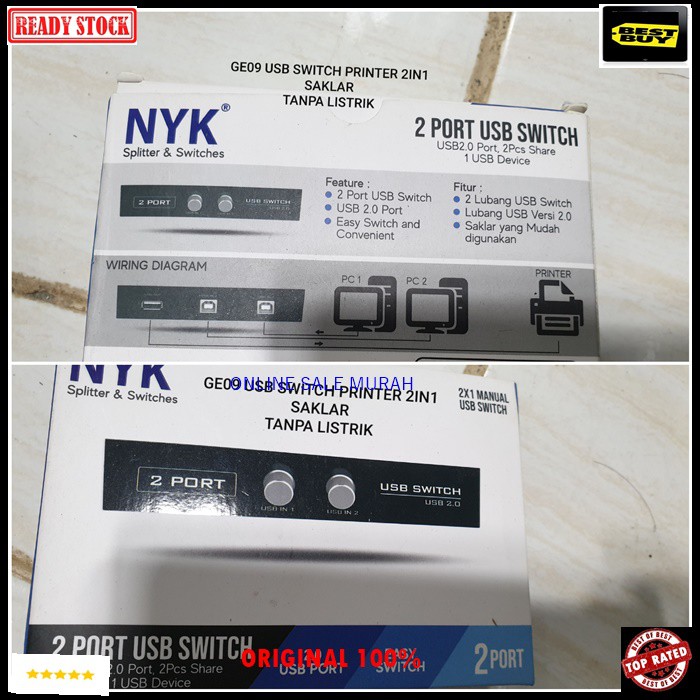 READY STOCK
BEST
BUY
GE09 USB SWITCH PRINTER 2IN1
SAKLAR
TANPA LISTRIK
NYK®
Splitter & Switches
2 PORT USB SWITCH
USB2.0 Port, 2Pcs Share
1 USB Device
2 PORT
USB SWITCH
USB 2.0
Feature :
2 Port USB Switch
USB 2.0 Port
Easy Switch and
Convenient
Fitur :
2 Lubang USB Switch
Lubang USB Versi 2.0
Saklar yang Mudah
digunakan
WIRING DIAGRAM
PC 1
PC 2
PRINTER
NYK
Splitter & Switches
ONLINE SALE MURAH
GE09 USB SWITCH PRINTER 2IN1
SAKLAR
TANPA LISTRIK
2X1 MANUAL
USB SWITCH
2 PORT
USB IN 1
USB IN 2
USB SWITCH
USB 2.0
2 PORT USB SWITCH
2.0 Port, 2Pcs Share
1 USB Device
2.0
USB PORT
EASY
SWITCH
2 PORT
ORIGINAL 100%
BEST OF BEST
TOP RATED
BEST OF BEST